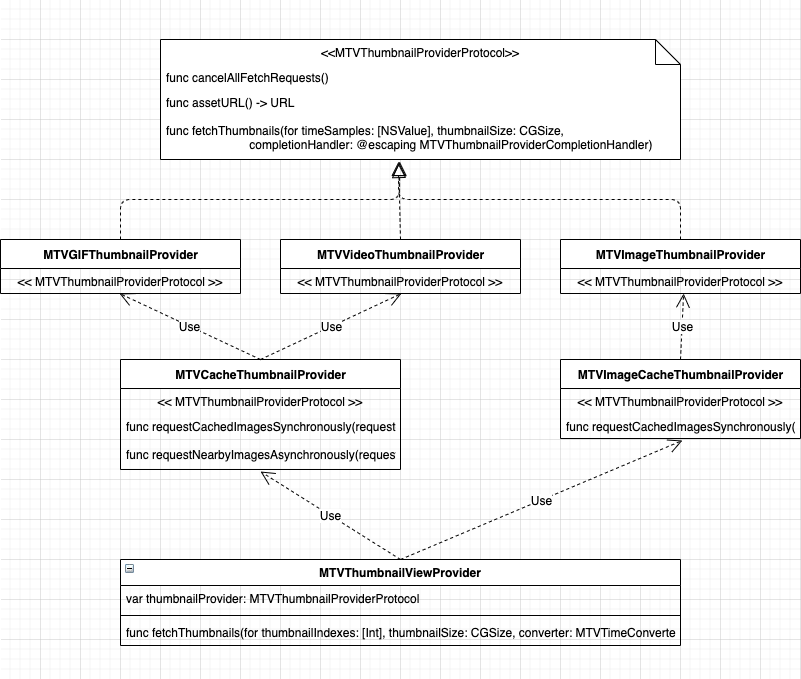 <<MTVThumbnailProviderProtocol>>
func cancelAllFetchRequests()
func assetURL() -> URL
func fetchThumbnails(for timeSamples: [NSValue], thumbnailSize: CGSize,
completionHandler: @escaping MTVThumbnailProviderCompletionHandler)
MTVGIFThumbnailProvider
<< MTVThumbnailProviderProtocol >>
MTVVideoThumbnailProvider
<< MTVThumbnailProviderProtocol >>
MTVImageThumbnailProvider
<< MTVThumbnailProviderProtocol >>
Use
Use
Use
MTVCacheThumbnailProvider
<< MTVThumbnailProviderProtocol >>
func requestCachedImagesSynchronously(request
func requestNearbyImagesAsynchronously(reques
MTVImageCacheThumbnailProvider
<< MTVThumbnailProviderProtocol >>
func requestCachedImagesSynchronously(
Use
Use
MTVThumbnailViewProvider
var thumbnailProvider: MTVThumbnailProviderProtocol
func fetchThumbnails(for thumbnailIndexes: [Int], thumbnailSize: CGSize, converter: MTVTimeConverte